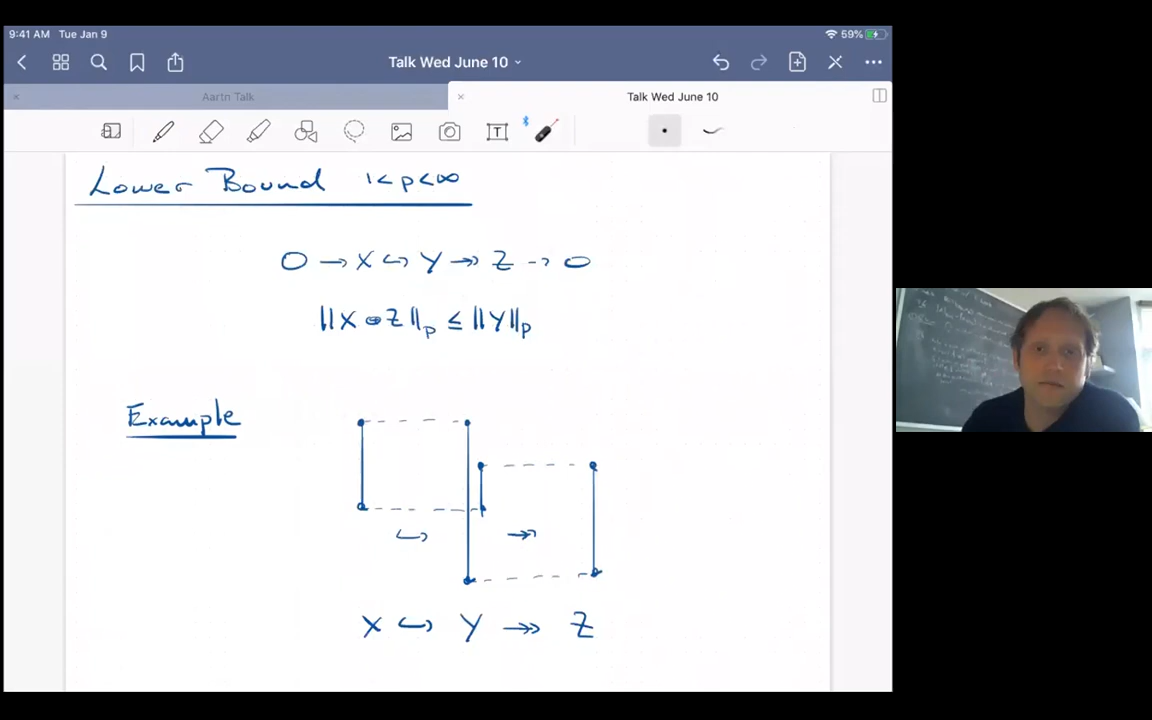 9:41 AM Tue Jan 9
59%
Talk Wed June 10
Aartn Talk
Talk Wed June 10
T
Lower Bound 1<p<∞
0 → X ↪ Y ↠ Z → 0
||X ⊕ Z||p ≤ ||Y||p
Example
↪ ↠
X ↪ Y ↠ Z